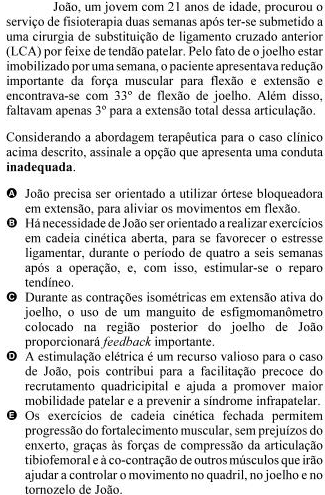 João, um jovem com 21 anos de idade, procurou o
serviço de fisioterapia duas semanas após ter-se submetido a
uma cirurgia de substituição de ligamento cruzado anterior
(LCA) por feixe de tendão patelar. Pelo fato de o joelho estar
imobilizado por uma semana, o paciente apresentava redução
importante da força muscular para flexão e extensão e
encontrava-se com 33º de flexão de joelho. Além disso,
faltavam apenas 3º para a extensão total dessa articulação.
Considerando a abordagem terapêutica para o caso clínico
acima descrito, assinale a opção que apresenta uma conduta
inadequada.
A João precisa ser orientado a utilizar órtese bloqueadora
em extensão, para aliviar os movimentos em flexão.
B Há necessidade de João ser orientado a realizar exercícios
em cadeia cinética aberta, para se favorecer o estresse
ligamentar, durante o período de quatro a seis semanas
após a operação, e, com isso, estimular-se o reparo
tendíneo.
C Durante as contrações isométricas em extensão ativa do
joelho, o uso de um manguito de esfigmomanômetro
colocado na região posterior do joelho de João
proporcionará feedback importante.
D A estimulação elétrica é um recurso valioso para o caso
de João, pois contribui para a facilitação precoce do
recrutamento quadricipital e ajuda a promover maior
mobilidade patelar e a prevenir a síndrome infrapatelar.
E Os exercícios de cadeia cinética fechada permitem
progressão do fortalecimento muscular, sem prejuízos do
enxerto, graças às forças de compressão da articulação
tibiofemoral e à co-contração de outros músculos que irão
ajudar a controlar o movimento no quadril, no joelho e no
tornozelo de João.